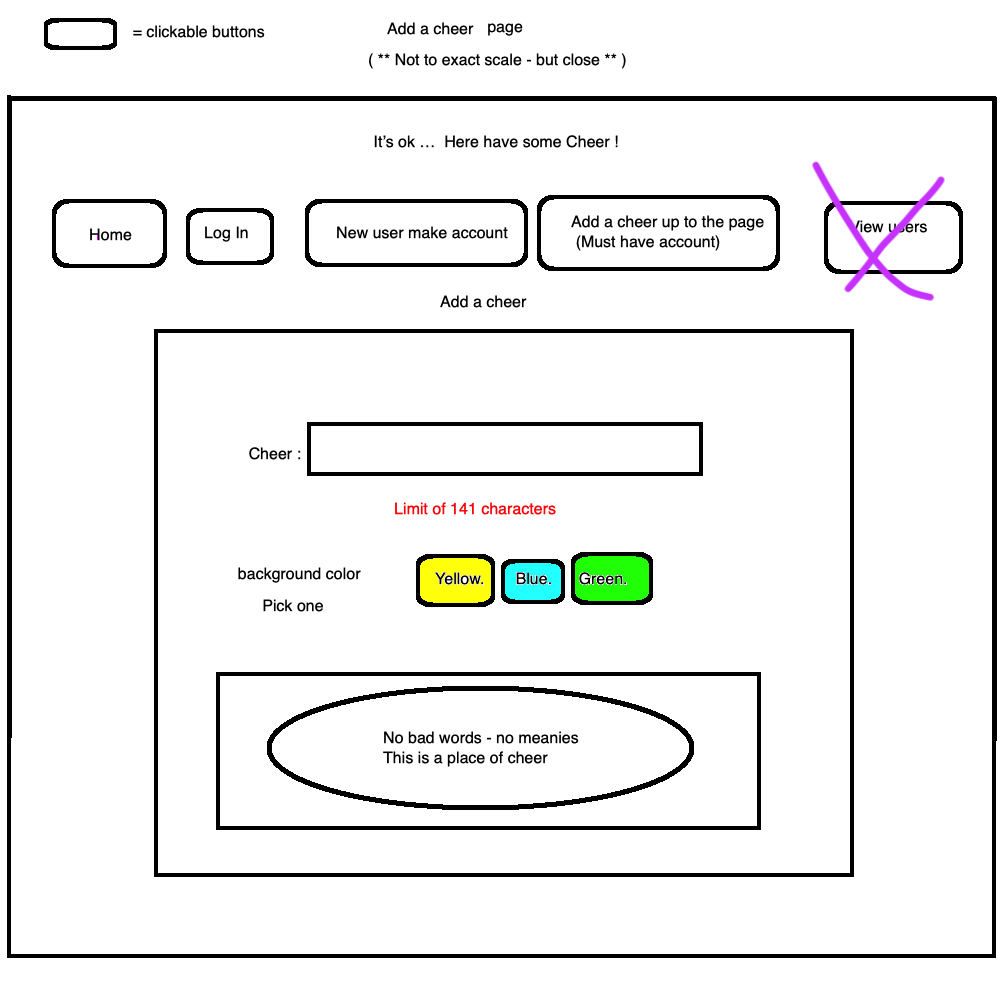 = clickable buttons
Add a cheer page
( ** Not to exact scale - but close ** )
It's ok … Here have some Cheer !
Home
Log In
New user make account
Add a cheer up to the page
(Must have account)
View users
Add a cheer
Cheer :
Limit of 141 characters
background color
Pick one
Yellow.
Blue.
Green.
No bad words - no meanies
This is a place of cheer